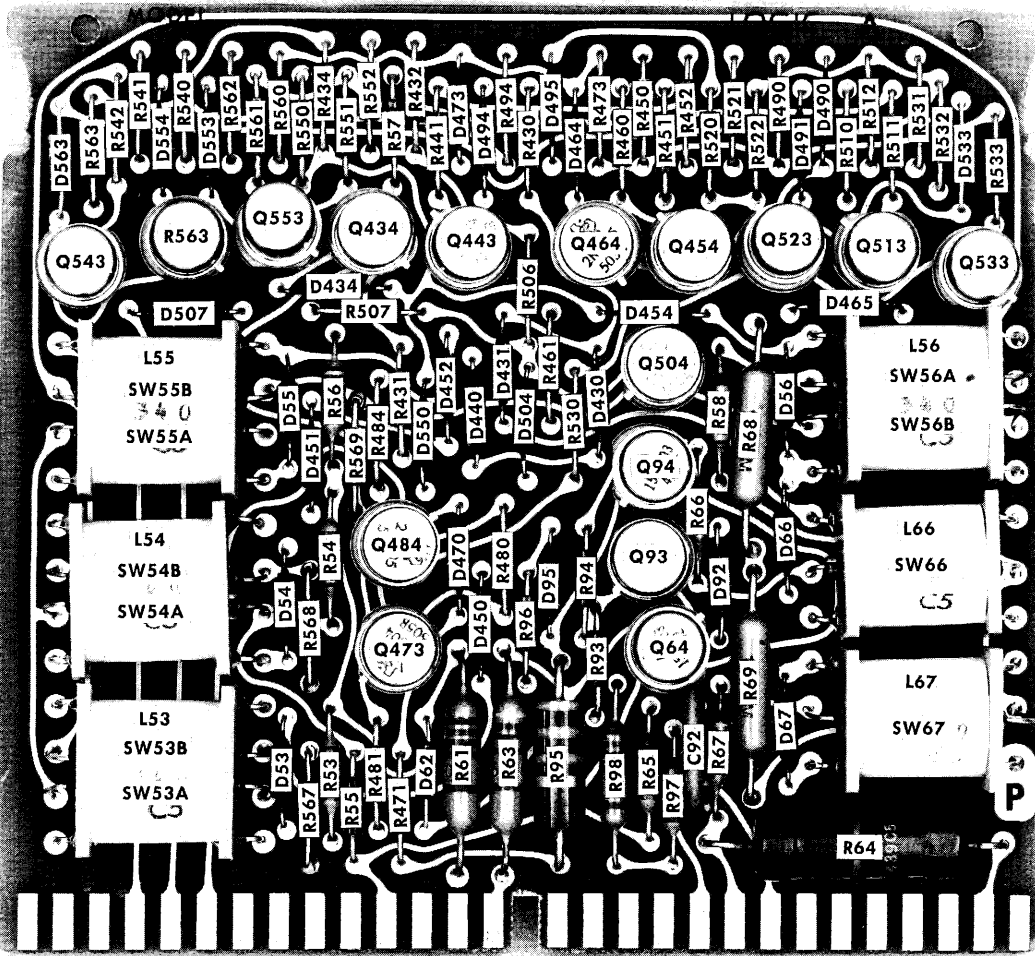 MODEL LOGIC A
R541 R540 R562 R560 R434 R552 R432
R542 D554 D553 R561 R550 R551 R57 R441 D473 D494 R494 R430 D495 D464 R473 R460 R450 R451 R452 R520 R521 R522 R490 D491 D490 R510 R512 R511 R531 R532
D563 R563 D533 R533
Q543 R563 Q553 Q434 Q443 Q464 Q454 Q523 Q513 Q533
R506
D434
D507 R507 D454 D465
L55
SW55B
340
SW55A
L56
SW56A
SW56B
Q504
D55 R56 R431 D452 D431 R461
D451 R569 R484 D550 D440 D504 R530 D430 R58 R68 D56
Q94
R66
L54
SW54B
SW54A
L66
SW66
C5
Q484 D470 R480 Q93
R54 D95 R94 D92 D66
D54 R568 D450 R96
Q473 Q64
R93 R69
L53
SW53B
SW53A
L67
SW67
D53 R53 R481 D62 R61 R63 R95 R98 R65 C92 R67 D67
R567 R55 R471 R97
P
R64